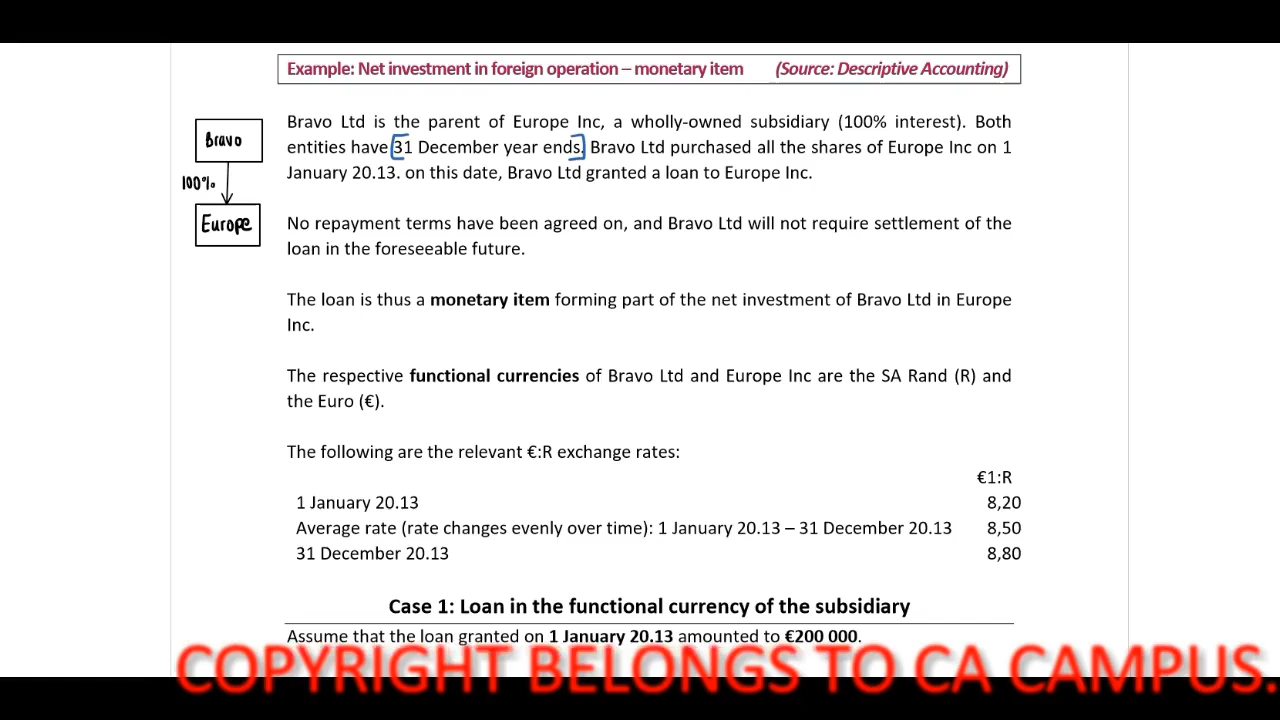 Example: Net investment in foreign operation – monetary item (Source: Descriptive Accounting)
Bravo Ltd is the parent of Europe Inc, a wholly-owned subsidiary (100% interest). Both
entities have 31 December year ends. Bravo Ltd purchased all the shares of Europe Inc on 1
January 20.13. on this date, Bravo Ltd granted a loan to Europe Inc.
Bravo
100%
Europe
No repayment terms have been agreed on, and Bravo Ltd will not require settlement of the
loan in the foreseeable future.
The loan is thus a monetary item forming part of the net investment of Bravo Ltd in Europe
Inc.
The respective functional currencies of Bravo Ltd and Europe Inc are the SA Rand (R) and
the Euro (€).
The following are the relevant €:R exchange rates:
€1:R
1 January 20.13 8,20
Average rate (rate changes evenly over time): 1 January 20.13 – 31 December 20.13 8,50
31 December 20.13 8,80
Case 1: Loan in the functional currency of the subsidiary
Assume that the loan granted on 1 January 20.13 amounted to €200 000.
COPYRIGHT BELONGS TO CA CAMPUS.